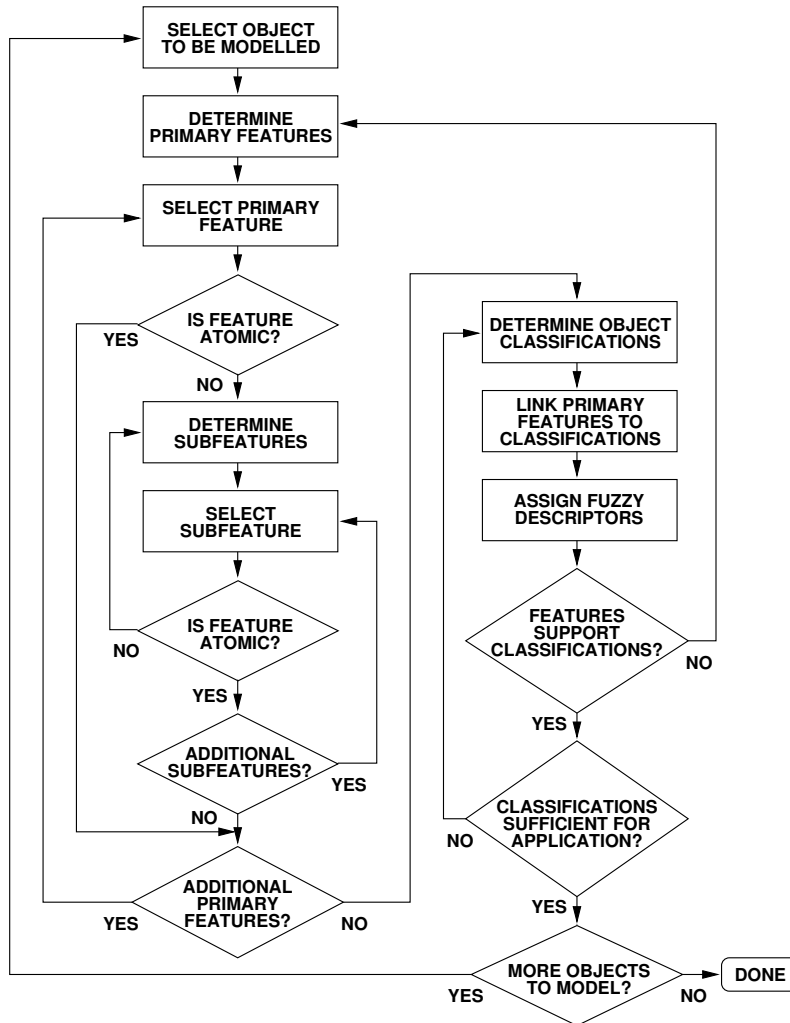 SELECT OBJECT
TO BE MODELLED
DETERMINE
PRIMARY FEATURES
SELECT PRIMARY
FEATURE
IS FEATURE
ATOMIC?
YES
NO
DETERMINE
SUBFEATURES
SELECT
SUBFEATURE
IS FEATURE
ATOMIC?
NO
YES
ADDITIONAL
SUBFEATURES?
YES
NO
ADDITIONAL
PRIMARY
FEATURES?
YES
NO
DETERMINE OBJECT
CLASSIFICATIONS
LINK PRIMARY
FEATURES TO
CLASSIFICATIONS
ASSIGN FUZZY
DESCRIPTORS
FEATURES
SUPPORT
CLASSIFICATIONS?
NO
YES
CLASSIFICATIONS
SUFFICIENT FOR
APPLICATION?
NO
YES
MORE OBJECTS
TO MODEL?
YES
NO
DONE